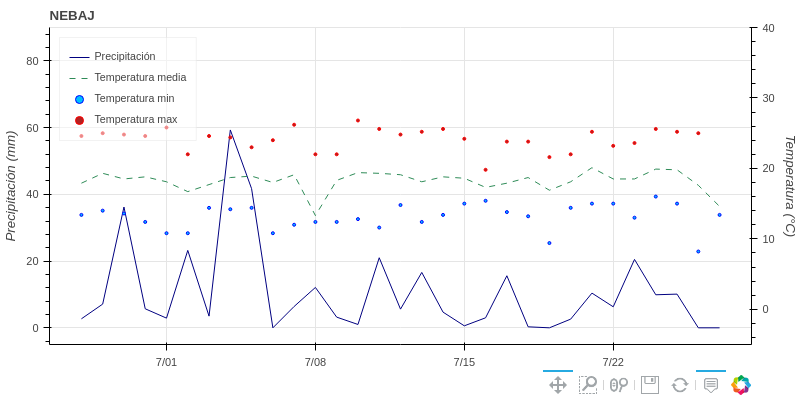 NEBAJ
Precipitación
Temperatura media
Temperatura min
Temperatura max
Precipitación (mm)
80
60
40
20
0
Temperatura (°C)
40
30
20
10
0
7/01
7/08
7/15
7/22